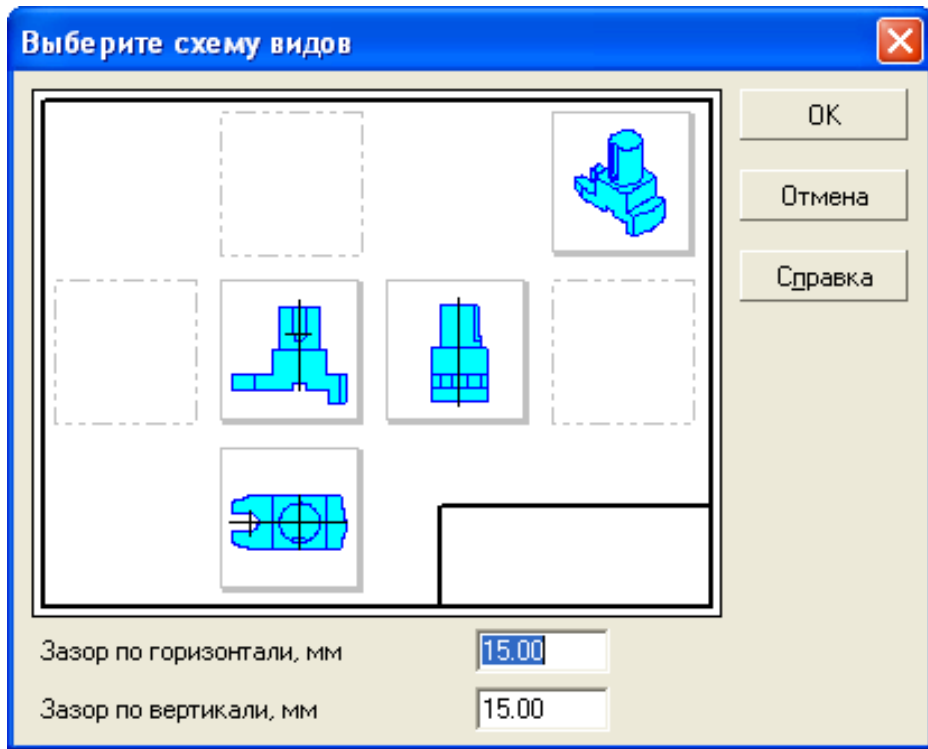 Выберите схему видов
OK
Отмена
Справка
Зазор по горизонтали, мм 15.00
Зазор по вертикали, мм 15.00